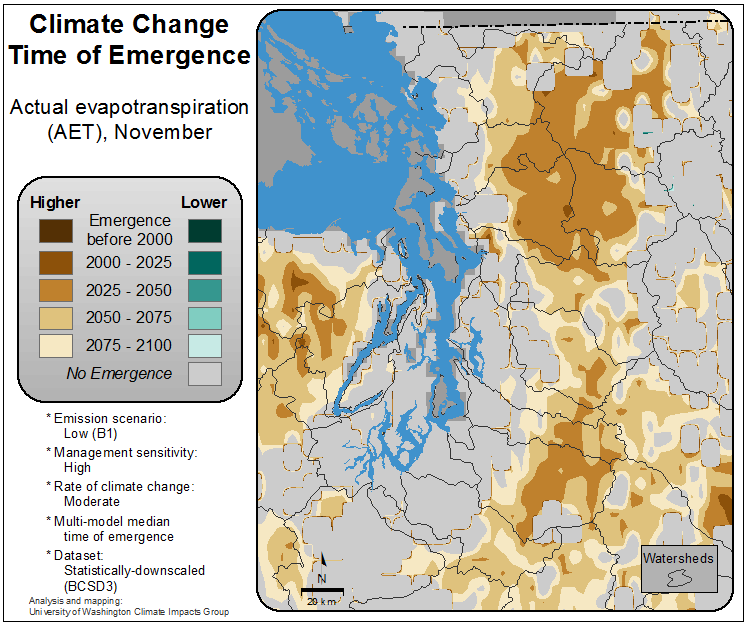 Climate Change
Time of Emergence
Actual evapotranspiration
(AET), November
Higher
Lower
Emergence
before 2000
2000 - 2025
2025 - 2050
2050 - 2075
2075 - 2100
No Emergence
* Emission scenario:
Low (B1)
* Management sensitivity:
High
* Rate of climate change:
Moderate
* Multi-model median
time of emergence
* Dataset:
Statistically-downscaled
(BCSD3)
Analysis and mapping:
University of Washington Climate Impacts Group
N
20 km
Watersheds